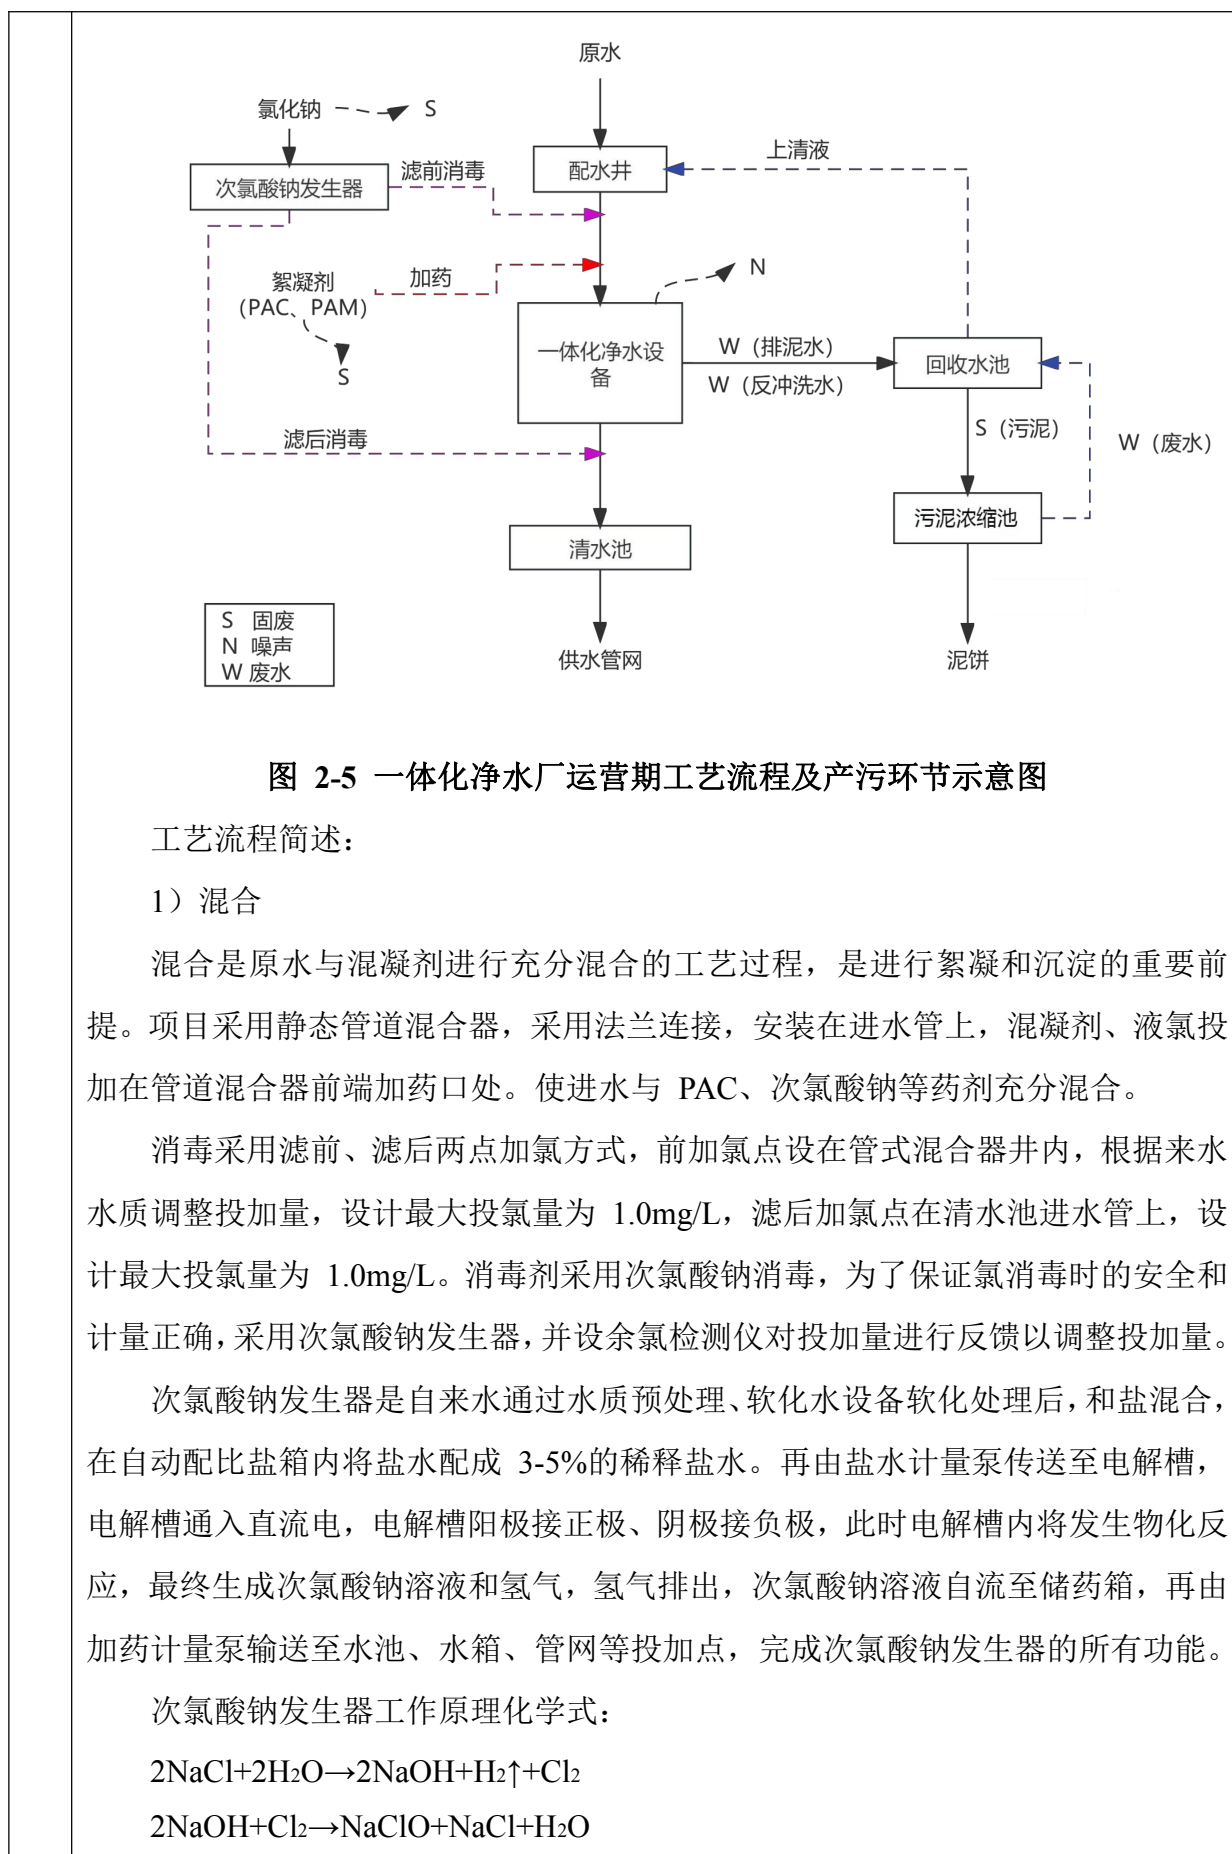 原水
氯化钠
S
次氯酸钠发生器
滤前消毒
配水井
上清液
絮凝剂
(PAC、PAM)
加药
N
S
一体化净水设
备
W（排泥水）
W（反冲洗水）
回收水池
S（污泥）
W（废水）
滤后消毒
污泥浓缩池
清水池
S 固废
N 噪声
W 废水
供水管网
泥饼
图 2-5 一体化净水厂运营期工艺流程及产污环节示意图
工艺流程简述：
1）混合
混合是原水与混凝剂进行充分混合的工艺过程，是进行絮凝和沉淀的重要前
提。项目采用静态管道混合器，采用法兰连接，安装在进水管上，混凝剂、液氯投
加在管道混合器前端加药口处。使进水与 PAC、次氯酸钠等药剂充分混合。
消毒采用滤前、滤后两点加氯方式，前加氯点设在管式混合器井内，根据来水
水质调整投加量，设计最大投氯量为 1.0mg/L，滤后加氯点在清水池进水管上，设
计最大投氯量为 1.0mg/L。消毒剂采用次氯酸钠消毒，为了保证氯消毒时的安全和
计量正确，采用次氯酸钠发生器，并设余氯检测仪对投加量进行反馈以调整投加量。
次氯酸钠发生器是自来水通过水质预处理、软化水设备软化处理后，和盐混合，
在自动配比盐箱内将盐水配成 3-5%的稀释盐水。再由盐水计量泵传送至电解槽，
电解槽通入直流电，电解槽阳极接正极、阴极接负极，此时电解槽内将发生物化反
应，最终生成次氯酸钠溶液和氢气，氢气排出，次氯酸钠溶液自流至储药箱，再由
加药计量泵输送至水池、水箱、管网等投加点，完成次氯酸钠发生器的所有功能。
次氯酸钠发生器工作原理化学式：
2NaCl+2H₂O→2NaOH+H₂↑+Cl₂
2NaOH+Cl₂→NaClO+NaCl+H₂O